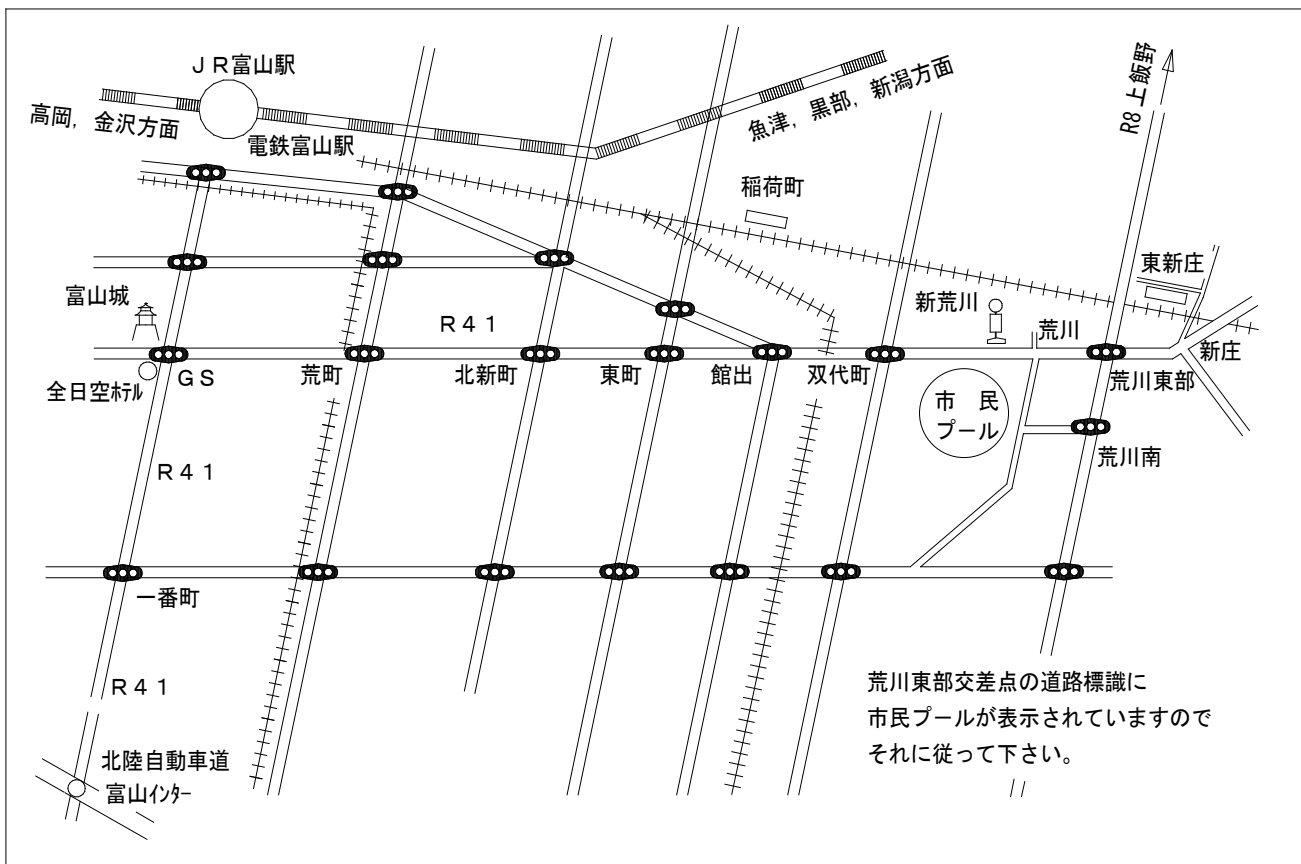 ＪＲ富山駅
高岡，金沢方面
電鉄富山駅
魚津，黒部，新潟方面
R8 上飯野
稲荷町
東新庄
富山城
Ｒ４１
新荒川
荒川
新庄
全日空ﾎﾃﾙ
ＧＳ
荒町
北新町
東町
館出
双代町
荒川東部
市　民
プール
荒川南
Ｒ４１
一番町
Ｒ４１
荒川東部交差点の道路標識に
市民プールが表示されていますので
それに従って下さい。
北陸自動車道
富山ｲﾝﾀｰ